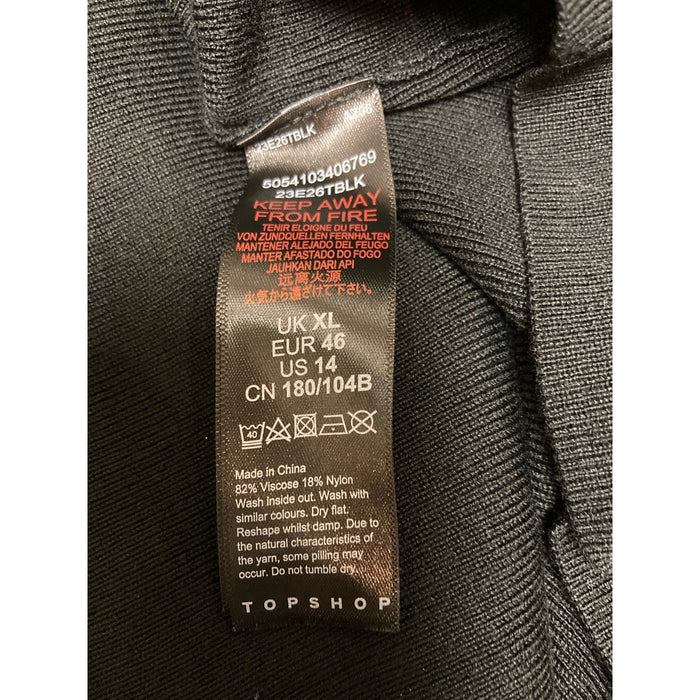 23E26TBLK
5054103406769
23E26TBLK
KEEP AWAY
FROM FIRE
TENIR ELOIGNE DU FEU
VON ZUNDQUELLEN FERNHALTEN
MANTENER ALEJADO DEL FEUGO
MANTER AFASTADO DO FOGO
JAUHKAN DARI API
远离火源
火気から遠ざけて下さい。
UK XL
EUR 46
US 14
CN 180/104B
40
Made in China
82% Viscose 18% Nylon
Wash Inside out. Wash with
similar colours. Dry flat.
Reshape whilst damp. Due to
the natural characteristics of
the yarn, some pilling may
occur. Do not tumble dry.
TOPSHOP